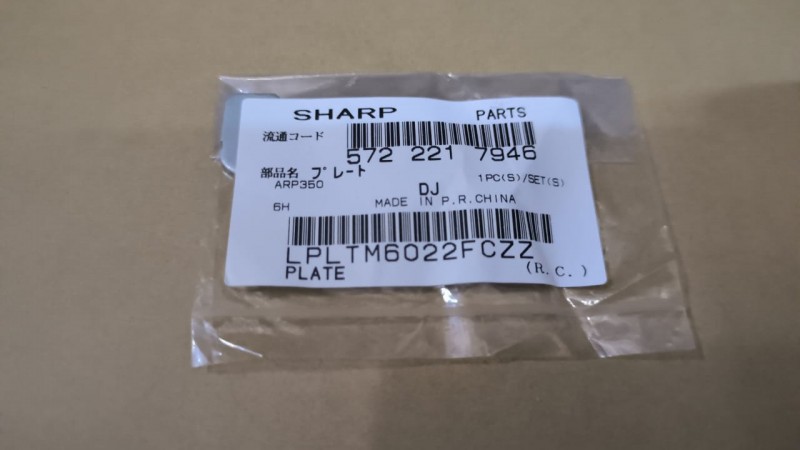 SHARP PARTS
流通コード
572 221 7946
部品名 プレート
ARP350 DJ 1PC(S)/SET(S)
6H MADE IN P.R.CHINA
LPLTM6022FCZZ
PLATE (R.C.)